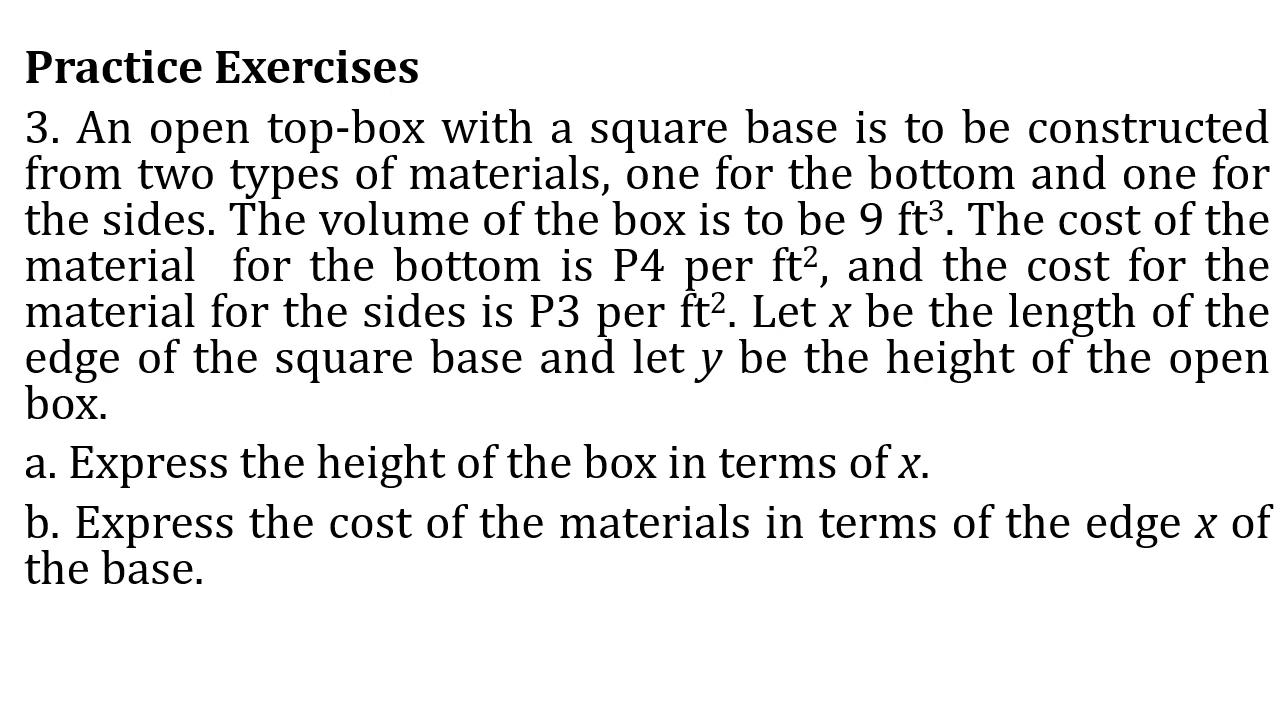 Practice Exercises
3. An open top-box with a square base is to be constructed
from two types of materials, one for the bottom and one for
the sides. The volume of the box is to be 9 ft³. The cost of the
material for the bottom is P4 per ft², and the cost for the
material for the sides is P3 per ft². Let x be the length of the
edge of the square base and let y be the height of the open
box.
a. Express the height of the box in terms of x.
b. Express the cost of the materials in terms of the edge x of
the base.